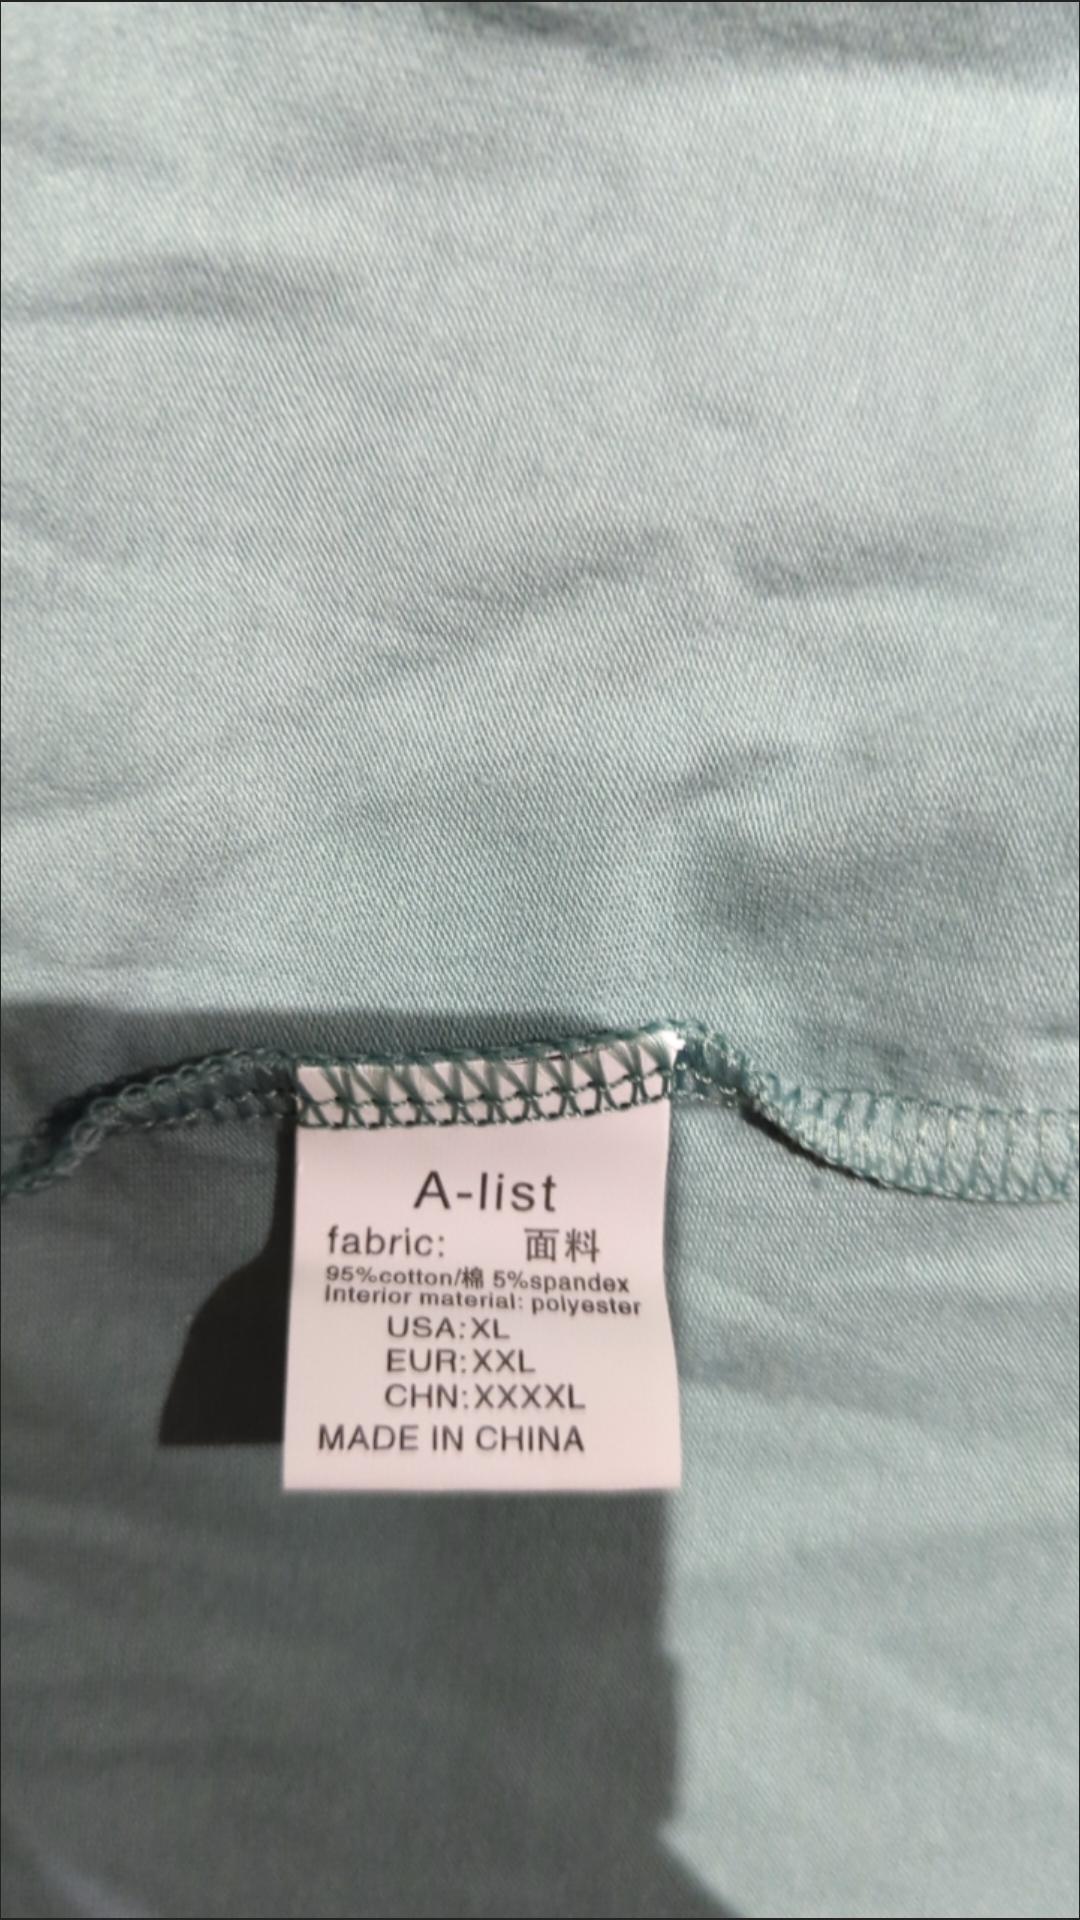 A-list
fabric: 面料
95%cotton/棉 5%spandex
Interior material: polyester
USA:XL
EUR:XXL
CHN:XXXXL
MADE IN CHINA